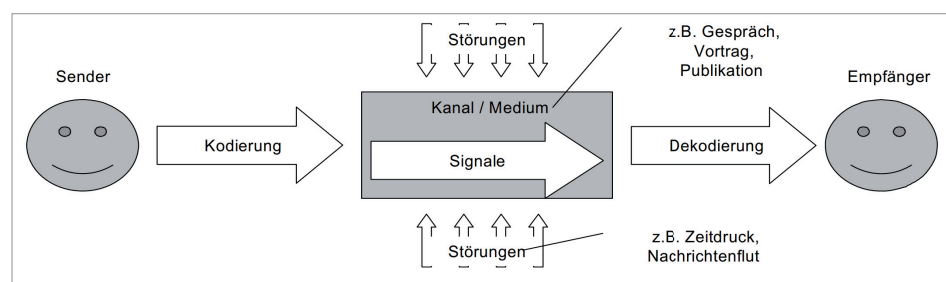 Störungen
z.B. Gespräch,
Vortrag,
Publikation
Sender
Empfänger
Kanal / Medium
Kodierung
Signale
Dekodierung
Störungen
z.B. Zeitdruck,
Nachrichtenflut